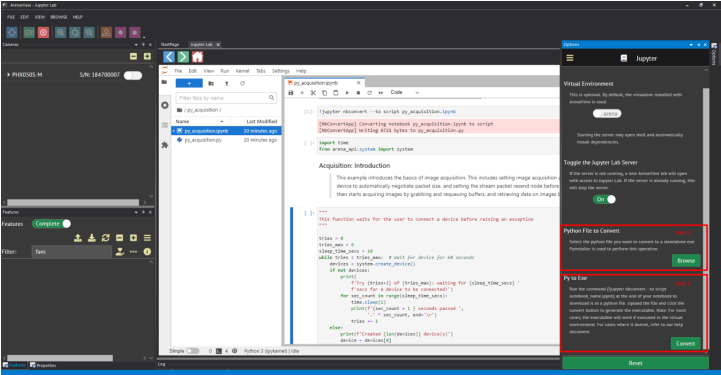 ArenaView - Jupyter Lab
FILE EDIT VIEW BROWSE HELP
Cameras
PHX050S-M S/N: 184700007
Features
Features Complete
Filter: favs
Features Properties
StartPage Jupyter Lab X
File Edit View Run Kernel Tabs Settings Help
Filter files by name
/ py_acquisition /
Name Last Modified
py_acquisition.ipynb 20 minutes ago
py_acquisition.py 20 minutes ago
Simple 0 4 Python 3 (ipykernel) | Idle
Log
py_acquisition.ipynb
Code
[1]: !jupyter nbconvert --to script py_acquisition.ipynb
[NbConvertApp] Converting notebook py_acquisition.ipynb to script
[NbConvertApp] Writing 6721 bytes to py_acquisition.py
[ ]: import time
from arena_api.system import system
Acquisition: Introduction
This example introduces the basics of image acquisition. This includes setting image acquisition
device to automatically negotiate packet size, and setting the stream packet resend node before
then starts acquiring images by grabbing and requeuing buffers, and retrieving data on images
[ ]: """
This function waits for the user to connect a device before raising an exception
"""
tries = 0
tries_max = 6
sleep_time_secs = 10
while tries < tries_max: # Wait for device for 60 seconds
devices = system.create_device()
if not devices:
print(
f'Try {tries+1} of {tries_max}: waiting for {sleep_time_secs} '
f'secs for a device to be connected!')
for sec_count in range(sleep_time_secs):
time.sleep(1)
print(f'{sec_count + 1 } seconds passed ',
'.' * sec_count, end='\r')
tries += 1
else:
print(f'Created {len(devices)} device(s)')
device = devices[0]
Options
Jupyter
Virtual Environment
This is optional. By default, the virtualenv installed with
ArenaView is used.
arena
Starting the server may open shell and automatically
install dependencies.
Toggle the Jupyter Lab Server
If the server is not running, a new ArenaView tab will open
with access to Jupyter Lab. If the server is already running, this
will stop the server.
On
Python File to Convert
Select the python file you want to convert to a standalone exe.
PyInstaller is used to perform this operation.
Browse
Py to Exe
Run the command (!jupyter nbconvert --to script
notebook_name.ipynb) at the end of your notebook to
download it as a python file. Upload the file and click the
convert button to generate the executable. Note: For most
cases, the executable will work if executed in the virtual
environment. For cases where it doesn't, refer to our help
document.
Convert
Reset
Options